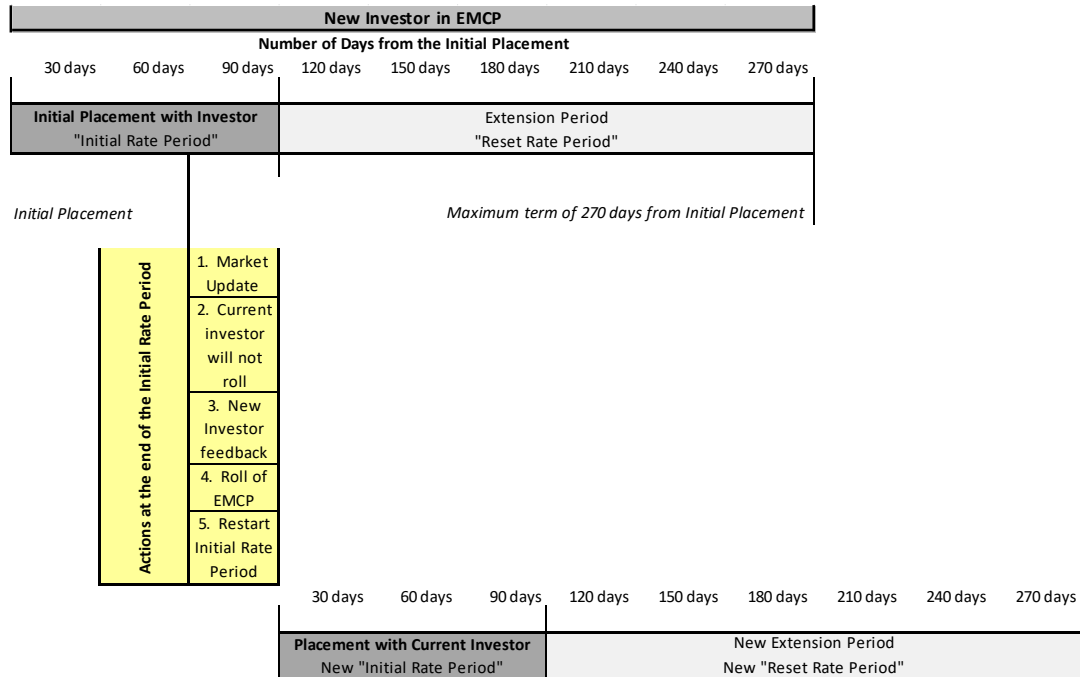 New Investor in EMCP
Number of Days from the Initial Placement
30 days 60 days 90 days 120 days 150 days 180 days 210 days 240 days 270 days
Initial Placement with Investor
"Initial Rate Period"
Extension Period
"Reset Rate Period"
Initial Placement
Maximum term of 270 days from Initial Placement
Actions at the end of the Initial Rate Period
1. Market
Update
2. Current
investor
will not
roll
3. New
Investor
feedback
4. Roll of
EMCP
5. Restart
Initial Rate
Period
30 days 60 days 90 days 120 days 150 days 180 days 210 days 240 days 270 days
Placement with Current Investor
New "Initial Rate Period"
New Extension Period
New "Reset Rate Period"